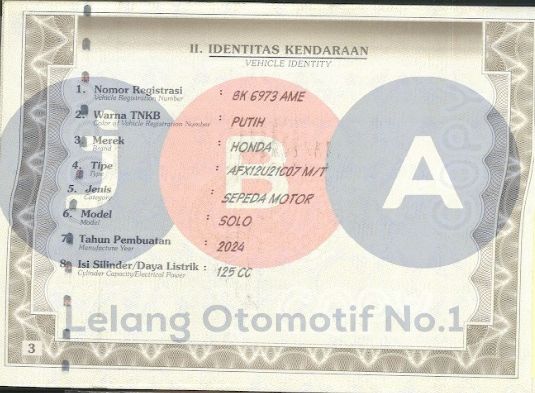 II. IDENTITAS KENDARAAN
VEHICLE IDENTITY
1. Nomor Registrasi : BK 6973 AME
Vehicle Registration Number
2. Warna TNKB : PUTIH
Color of Vehicle Registration Number
3. Merek : HONDA
Brand
4. Tipe : AFX12U21C07 M/T
Type
5. Jenis : SEPEDA MOTOR
Category
6. Model : SOLO
Model
7. Tahun Pembuatan : 2024
Manufacture Year
8. Isi Silinder/Daya Listrik : 125 CC
Cylinder Capacity/Electrical Power
JBA
Lelang Otomotif No.1
3